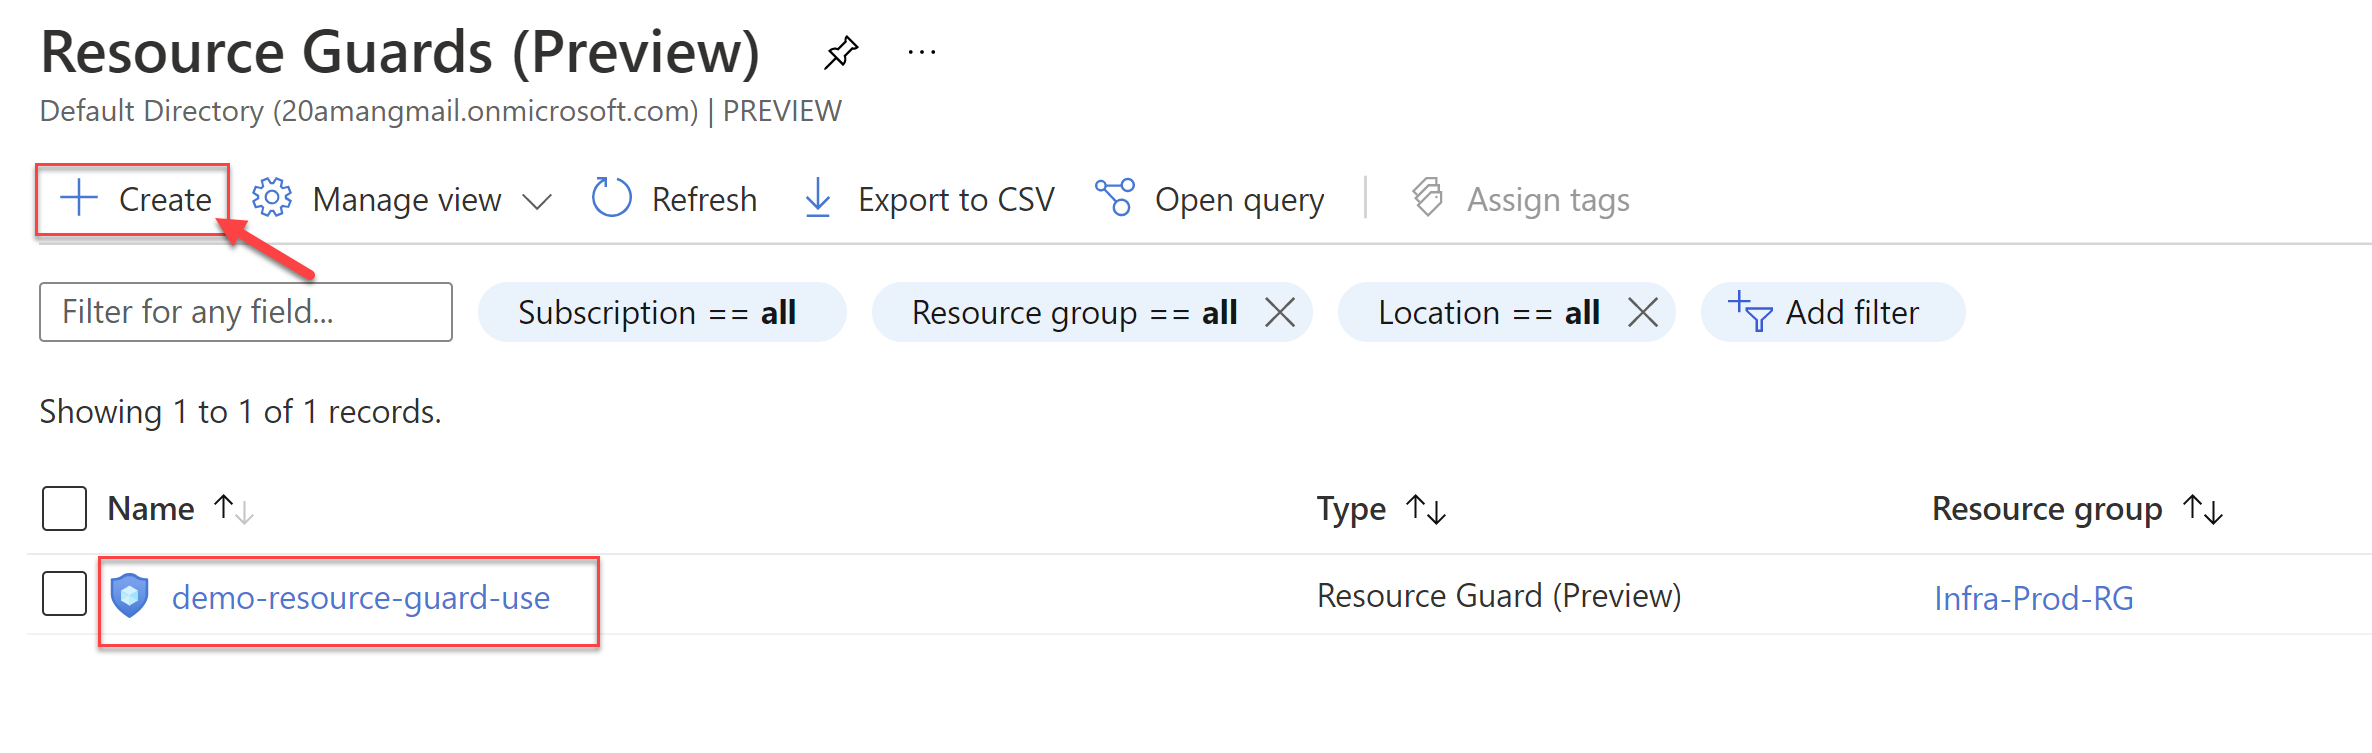 Resource Guards (Preview) ...
Default Directory (20amangmail.onmicrosoft.com) | PREVIEW
Create Manage view Refresh Export to CSV Open query Assign tags
Filter for any field... Subscription == all Resource group == all Location == all Add filter
Showing 1 to 1 of 1 records.
Name Type Resource group
demo-resource-guard-use Resource Guard (Preview) Infra-Prod-RG